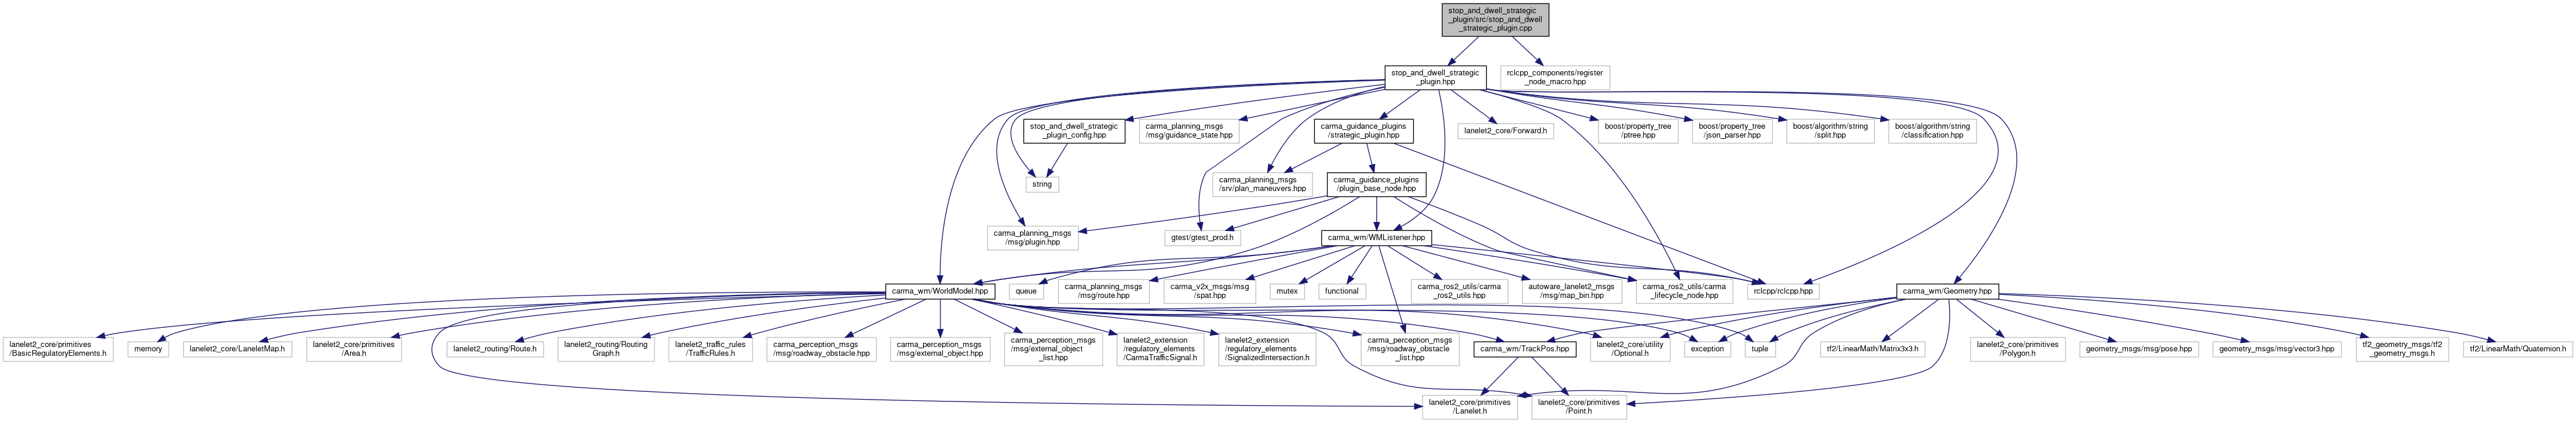 stop_and_dwell_strategic
_plugin/src/stop_and_dwell
_strategic_plugin.cpp
stop_and_dwell_strategic
_plugin.hpp
rclcpp_components/register
_node_macro.hpp
stop_and_dwell_strategic
_plugin_config.hpp
carma_planning_msgs
/msg/guidance_state.hpp
carma_guidance_plugins
/strategic_plugin.hpp
lanelet2_core/Forward.h
boost/property_tree
/ptree.hpp
boost/property_tree
/json_parser.hpp
boost/algorithm/string
/split.hpp
boost/algorithm/string
/classification.hpp
string
carma_planning_msgs
/srv/plan_maneuvers.hpp
carma_guidance_plugins
/plugin_base_node.hpp
carma_planning_msgs
/msg/plugin.hpp
gtest/gtest_prod.h
carma_wm/WMListener.hpp
carma_wm/WorldModel.hpp
queue
carma_planning_msgs
/msg/route.hpp
carma_v2x_msgs/msg
/spat.hpp
mutex
functional
carma_ros2_utils/carma
_ros2_utils.hpp
autoware_lanelet2_msgs
/msg/map_bin.hpp
carma_ros2_utils/carma
_lifecycle_node.hpp
rclcpp/rclcpp.hpp
carma_wm/Geometry.hpp
lanelet2_core/primitives
/BasicRegulatoryElements.h
memory
lanelet2_core/LaneletMap.h
lanelet2_core/primitives
/Area.h
lanelet2_routing/Route.h
lanelet2_routing/Routing
Graph.h
lanelet2_traffic_rules
/TrafficRules.h
carma_perception_msgs
/msg/roadway_obstacle.hpp
carma_perception_msgs
/msg/external_object.hpp
carma_perception_msgs
/msg/external_object
_list.hpp
lanelet2_extension
/regulatory_elements
/CarmaTrafficSignal.h
lanelet2_extension
/regulatory_elements
/SignalizedIntersection.h
carma_perception_msgs
/msg/roadway_obstacle
_list.hpp
carma_wm/TrackPos.hpp
lanelet2_core/utility
/Optional.h
exception
tuple
tf2/LinearMath/Matrix3x3.h
lanelet2_core/primitives
/Polygon.h
geometry_msgs/msg/pose.hpp
geometry_msgs/msg/vector3.hpp
tf2_geometry_msgs/tf2
_geometry_msgs.h
tf2/LinearMath/Quaternion.h
lanelet2_core/primitives
/Lanelet.h
lanelet2_core/primitives
/Point.h